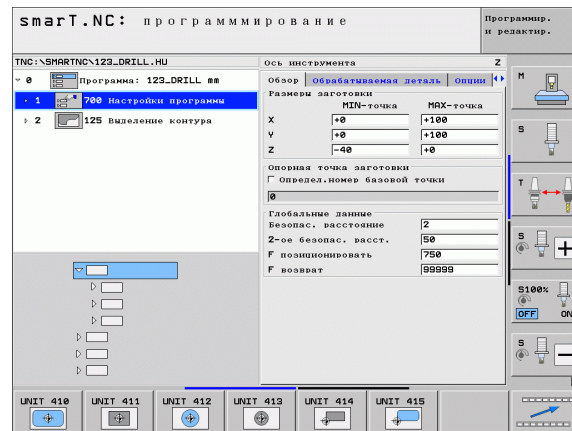 smarT.NC: программмирование
Программир.
и редактир.
TNC:\SMARTNC\123_DRILL.HU
Ось инструмента Z
0 Программа: 123_DRILL mm
1 700 Настройки программы
2 125 Выделение контура
Обзор Обрабатываемая деталь Опции
Размеры заготовки
MIN-точка MAX-точка
X +0 +100
Y +0 +100
Z -40 +0
Опорная точка заготовки
Определ.номер базовой точки
0
Глобальные данные
Безопас. расстояние 2
2-ое безопас. расст. 50
F позиционировать 750
F возврат 99999
M
S
T
S
S100%
OFF ON
S
UNIT 410 UNIT 411 UNIT 412 UNIT 413 UNIT 414 UNIT 415